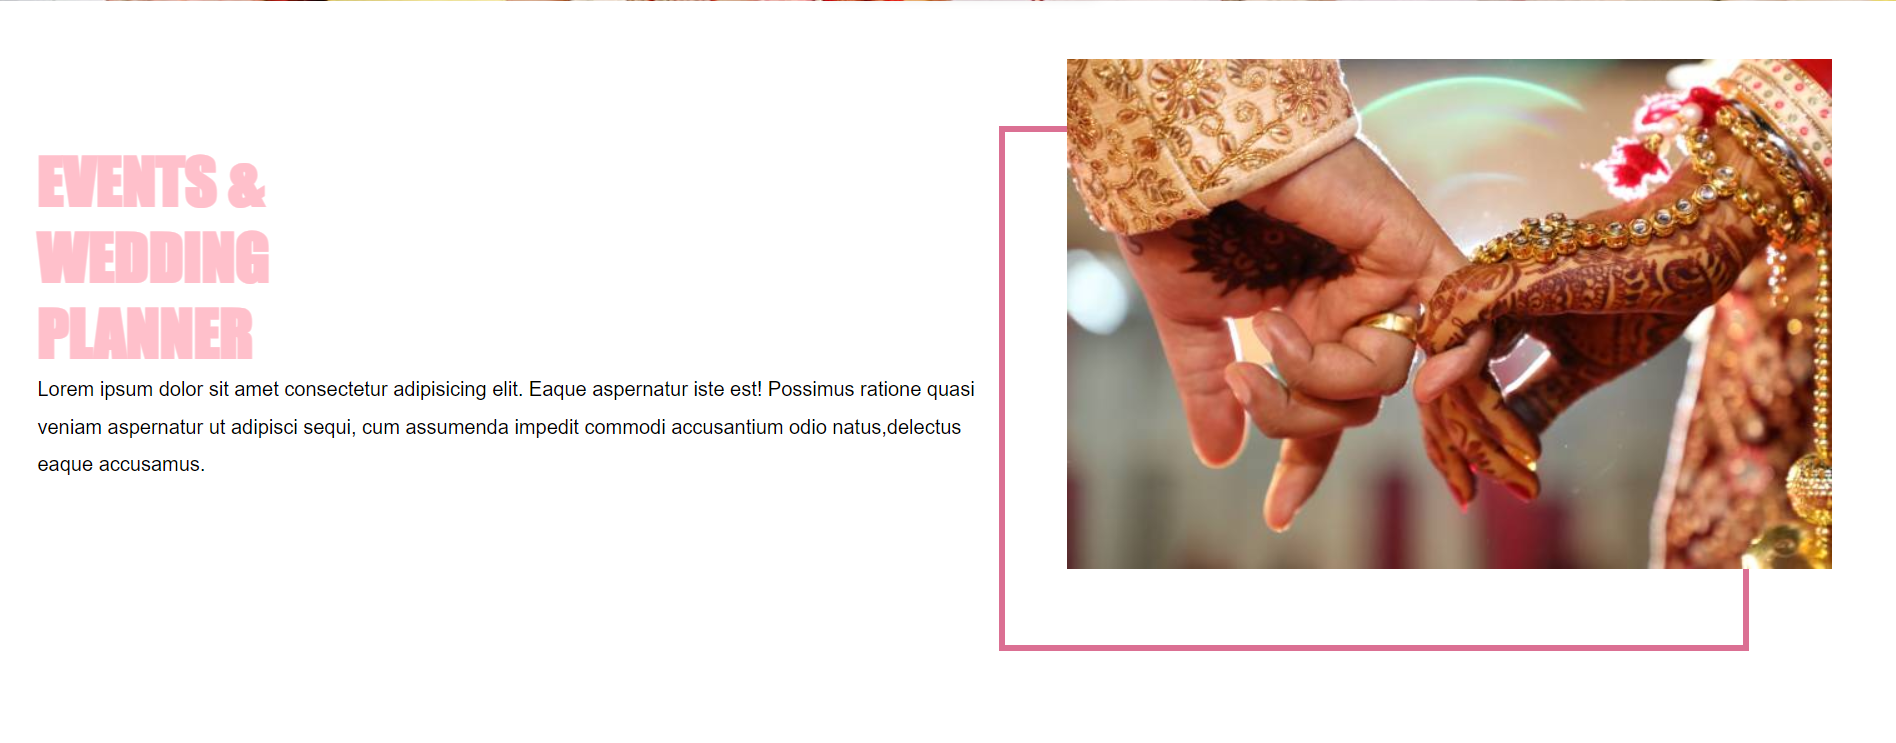 EVENTS &
WEDDING
PLANNER
Lorem ipsum dolor sit amet consectetur adipisicing elit. Eaque aspernatur iste est! Possimus ratione quasi
veniam aspernatur ut adipisci sequi, cum assumenda impedit commodi accusantium odio natus,delectus
eaque accusamus.